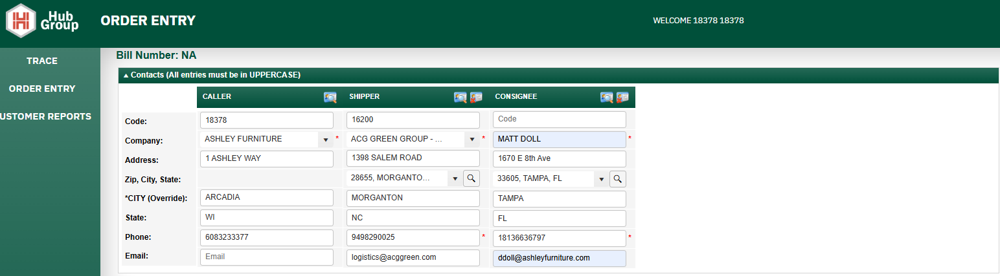 Hub Group
ORDER ENTRY
WELCOME 18378 18378
TRACE
ORDER ENTRY
USTOMER REPORTS
Bill Number: NA
▲ Contacts (All entries must be in UPPERCASE)
CALLER SHIPPER CONSIGNEE
Code: 18378 16200 Code
Company: ASHLEY FURNITURE * ACG GREEN GROUP - ... * MATT DOLL *
Address: 1 ASHLEY WAY 1398 SALEM ROAD 1670 E 8th Ave
Zip, City, State: 28655, MORGANTO... 33605, TAMPA, FL
*CITY (Override): ARCADIA MORGANTON TAMPA
State: WI NC FL
Phone: 6083233377 9498290025 * 18136636797 *
Email: Email logistics@acggreen.com ddoll@ashleyfurniture.com